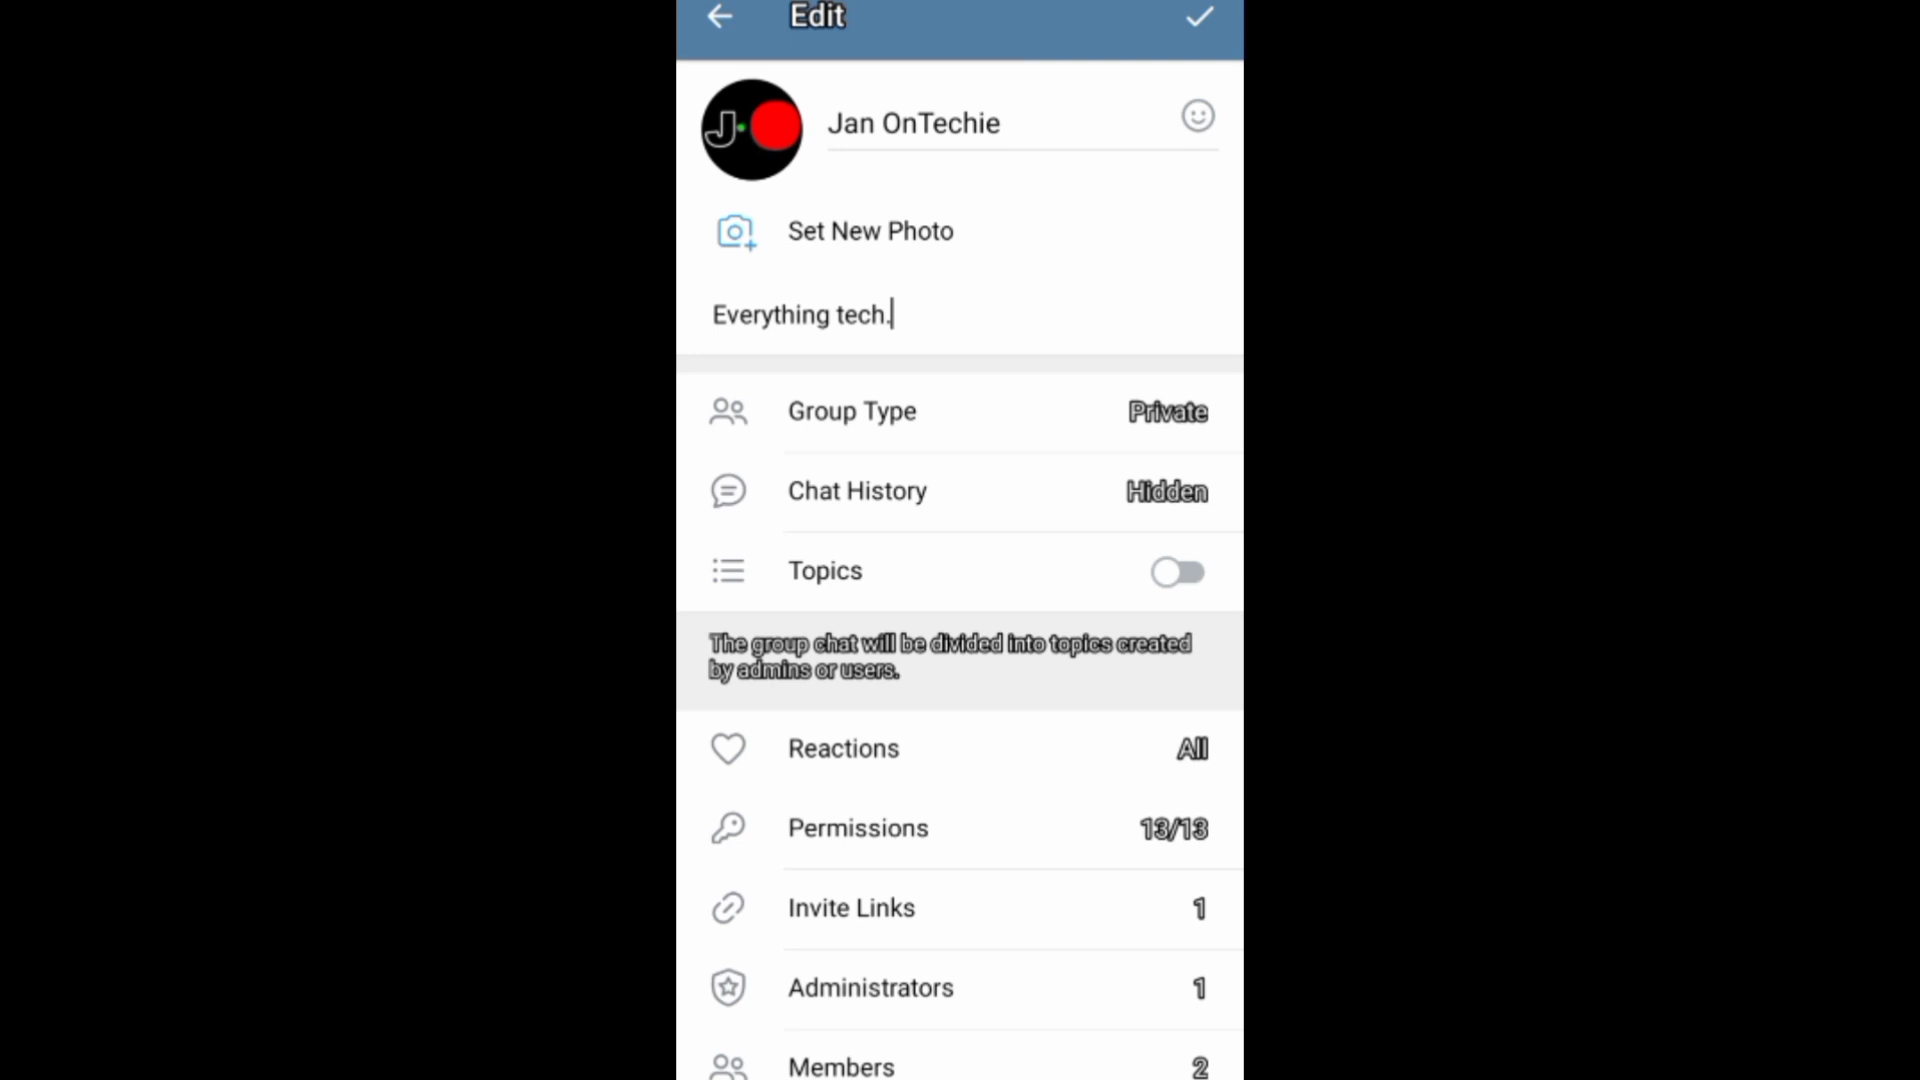 Edit
J
Jan OnTechie
Set New Photo
Everything tech.
Group Type Private
Chat History Hidden
Topics
The group chat will be divided into topics created
by admins or users.
Reactions All
Permissions 13/13
Invite Links 1
Administrators 1
Members 2